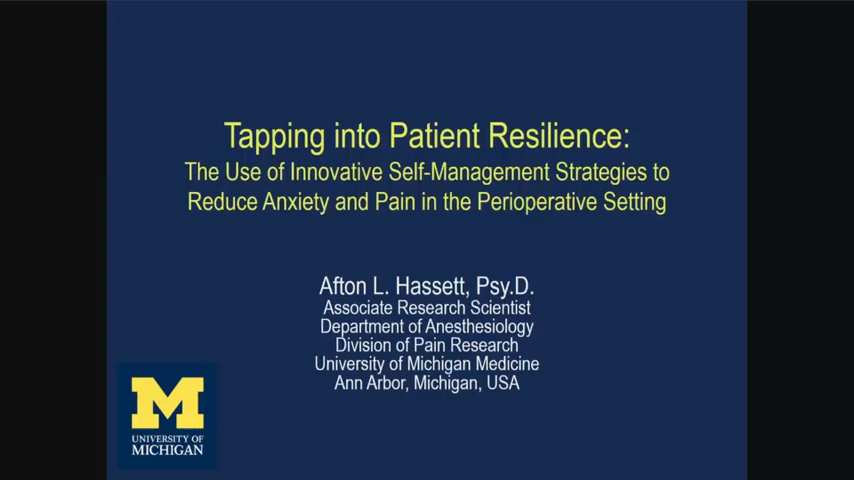 Tapping into Patient Resilience:
The Use of Innovative Self-Management Strategies to
Reduce Anxiety and Pain in the Perioperative Setting
Afton L. Hassett, Psy.D.
Associate Research Scientist
Department of Anesthesiology
Division of Pain Research
University of Michigan Medicine
Ann Arbor, Michigan, USA
M
UNIVERSITY OF
MICHIGAN